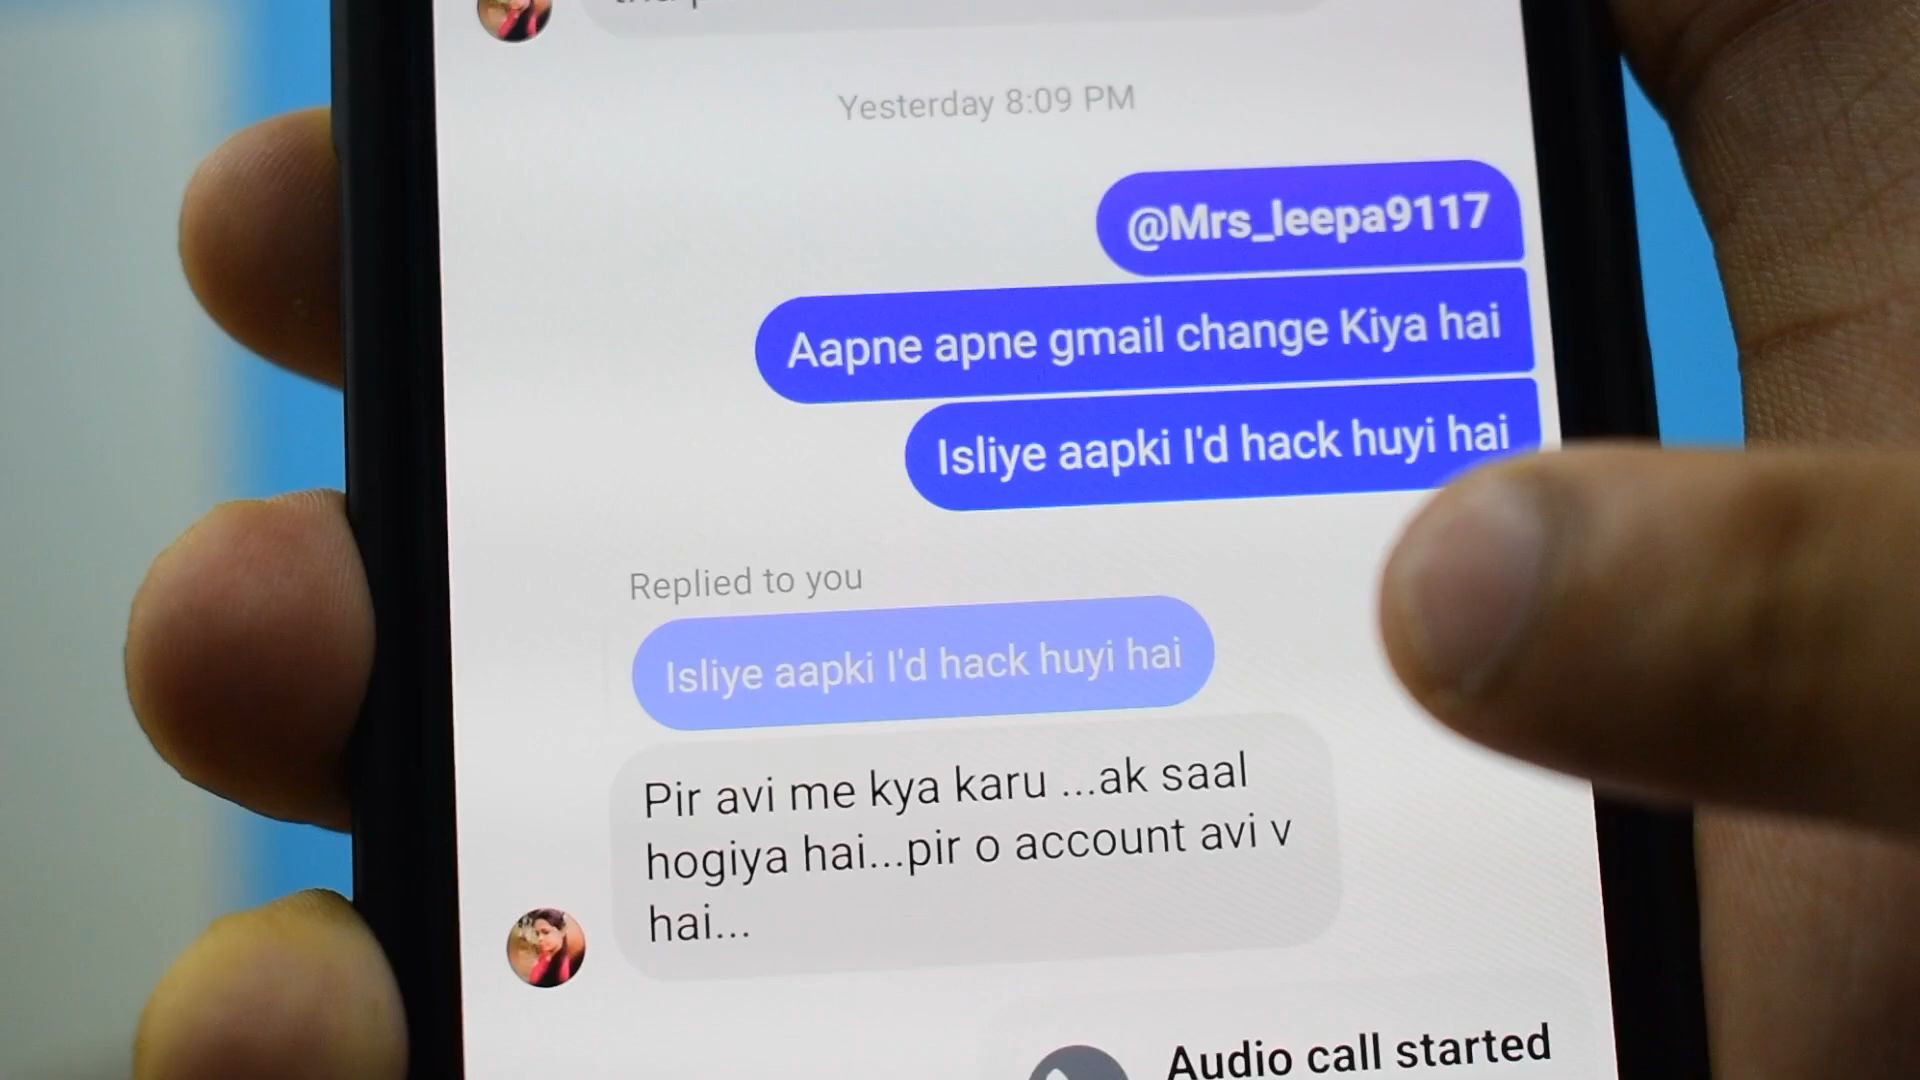 Yesterday 8:09 PM
@Mrs_leepa9117
Aapne apne gmail change Kiya hai
Isliye aapki I'd hack huyi hai
Replied to you
Isliye aapki I'd hack huyi hai
Pir avi me kya karu ...ak saal
hogiya hai...pir o account avi v
hai...
Audio call started